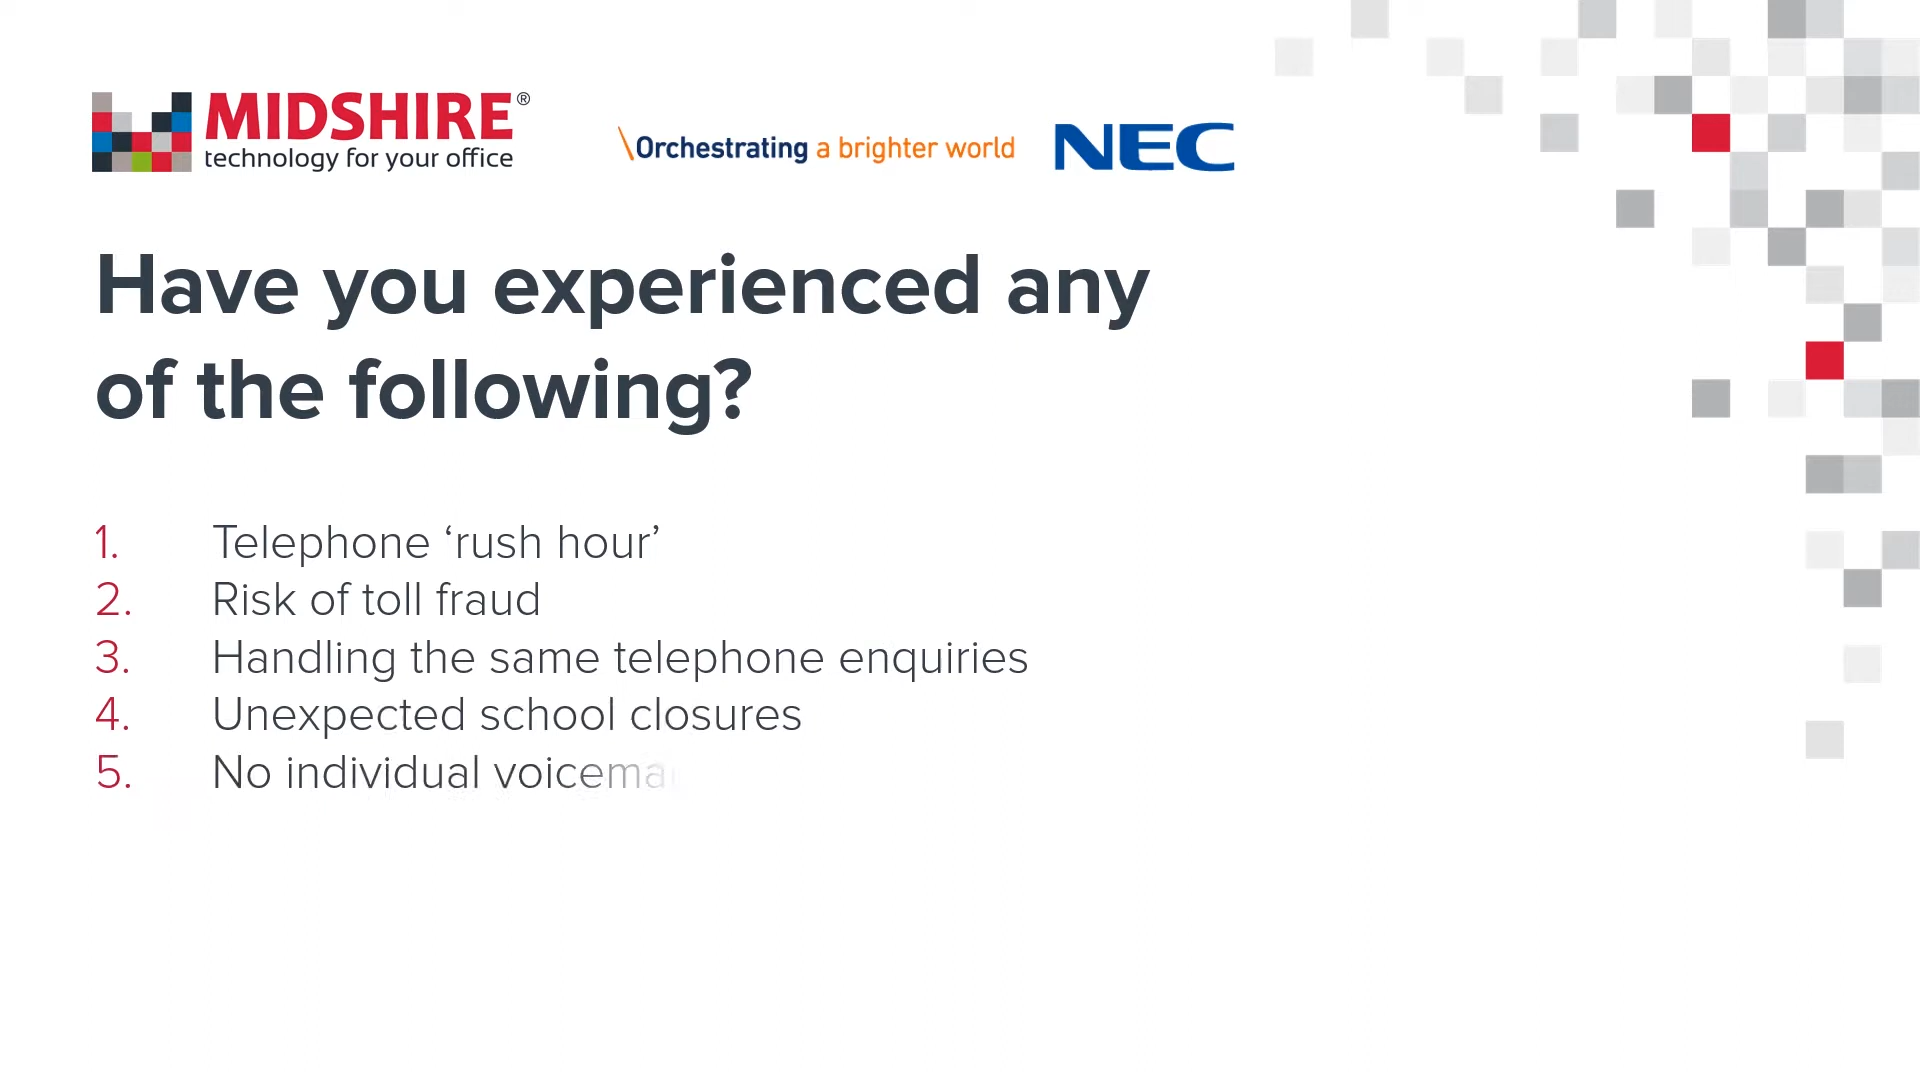 MIDSHIRE®
technology for your office
\Orchestrating a brighter world
NEC
Have you experienced any
of the following?
1. Telephone ‘rush hour’
2. Risk of toll fraud
3. Handling the same telephone enquiries
4. Unexpected school closures
5. No individual